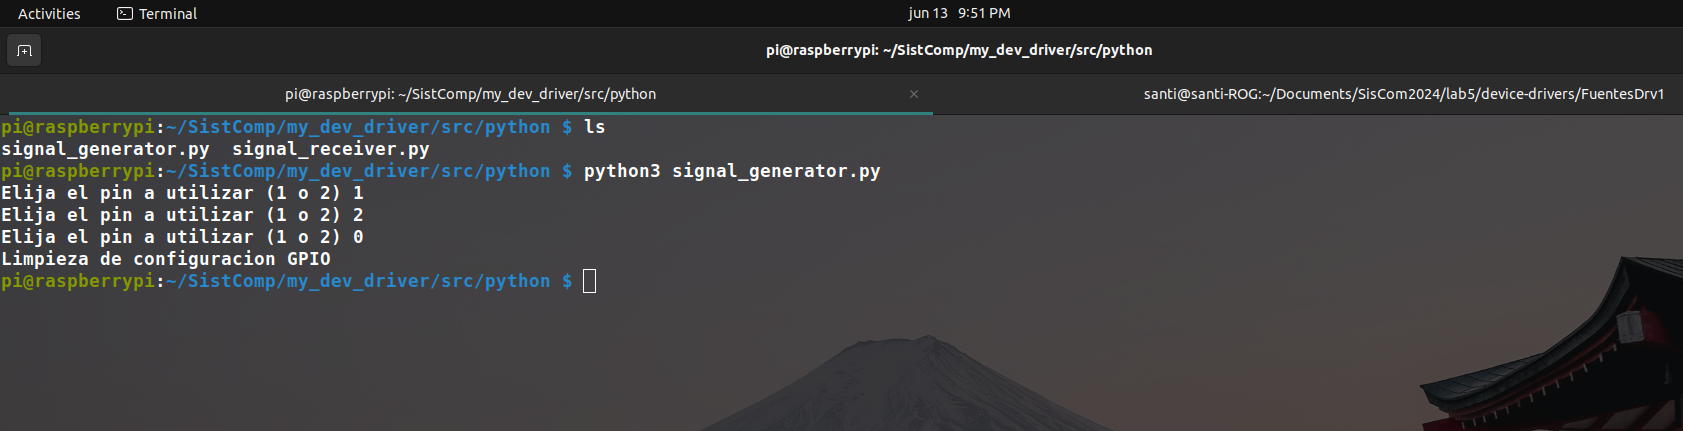 Activities Terminal jun 13 9:51 PM
pi@raspberrypi: ~/SistComp/my_dev_driver/src/python
pi@raspberrypi: ~/SistComp/my_dev_driver/src/python × santi@santi-ROG:~/Documents/SisCom2024/lab5/device-drivers/FuentesDrv1
pi@raspberrypi:~/SistComp/my_dev_driver/src/python $ ls
signal_generator.py  signal_receiver.py
pi@raspberrypi:~/SistComp/my_dev_driver/src/python $ python3 signal_generator.py
Elija el pin a utilizar (1 o 2) 1
Elija el pin a utilizar (1 o 2) 2
Elija el pin a utilizar (1 o 2) 0
Limpieza de configuracion GPIO
pi@raspberrypi:~/SistComp/my_dev_driver/src/python $